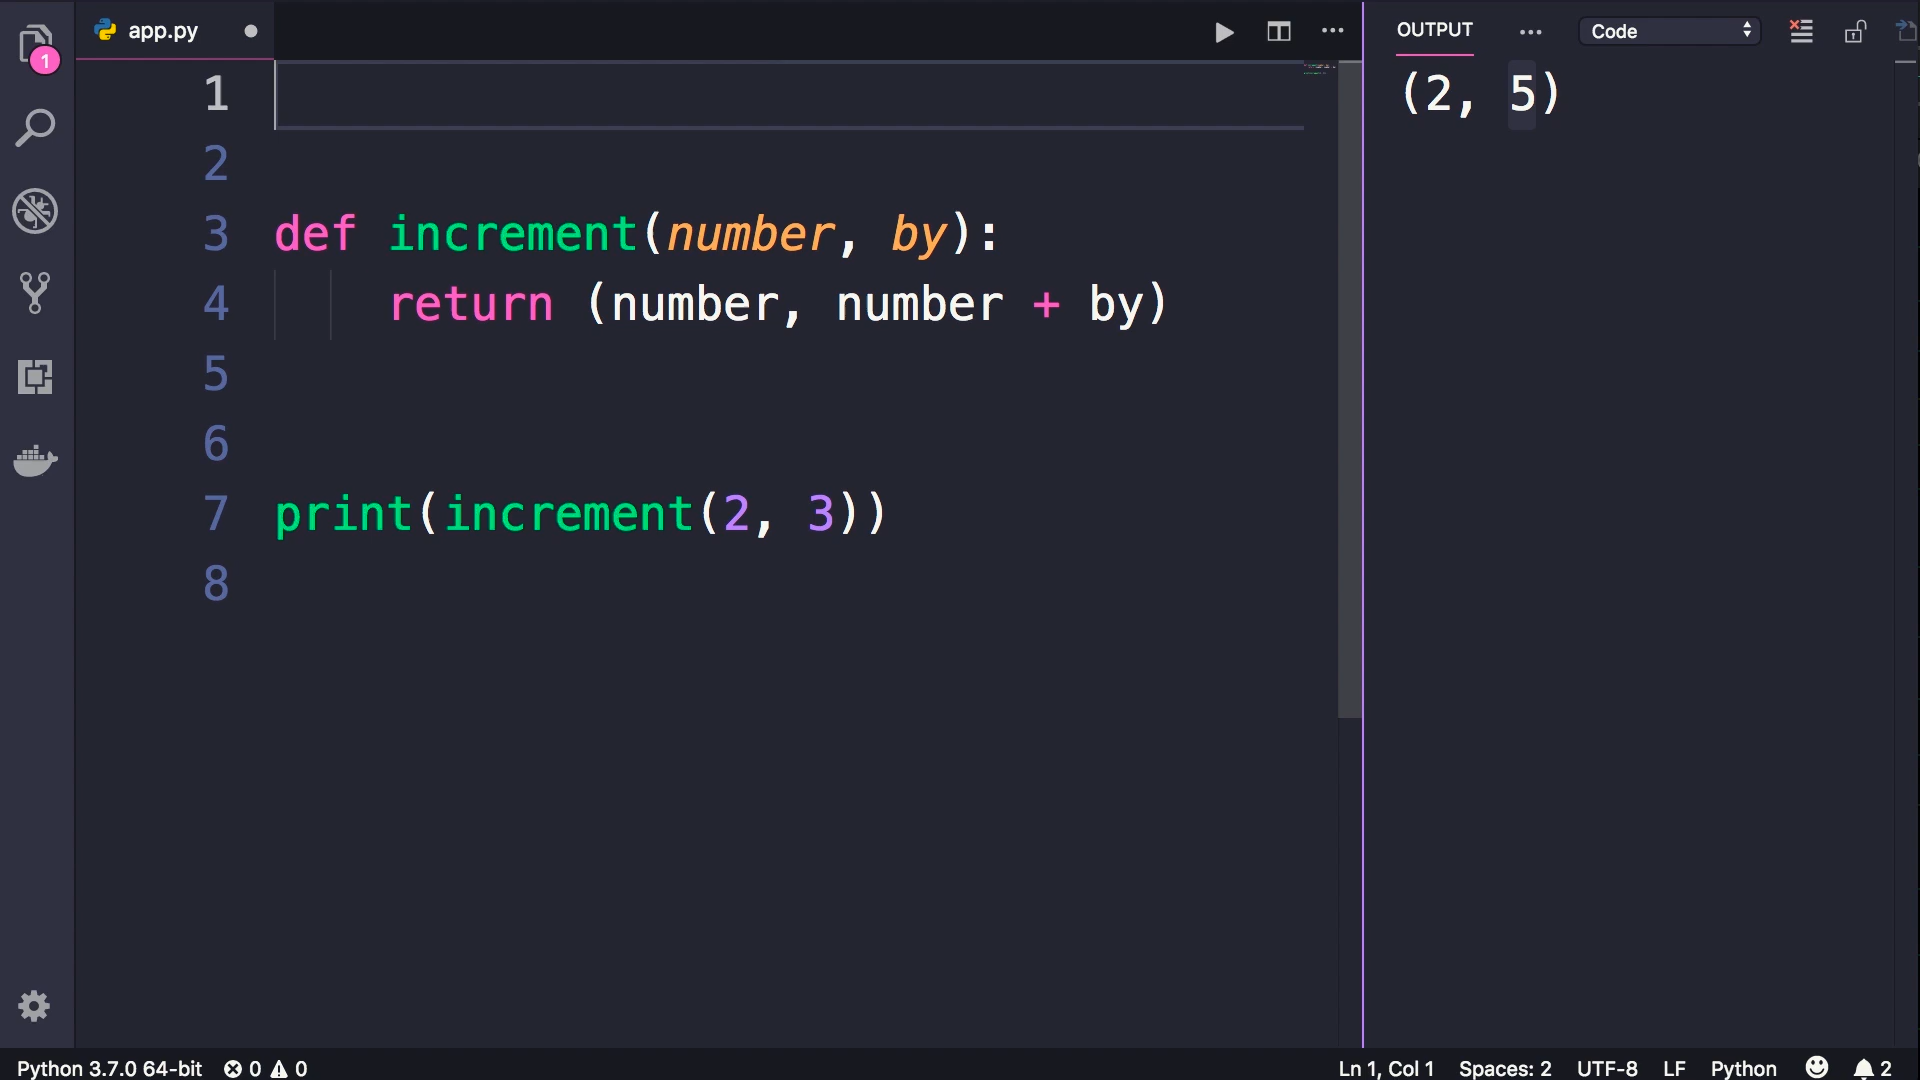 app.py
OUTPUT
Code
1
1
2
3 def increment(number, by):
4 return (number, number + by)
5
6
7 print(increment(2, 3))
8
(2, 5)
Python 3.7.0 64-bit 0 0
Ln 1, Col 1 Spaces: 2 UTF-8 LF Python 2